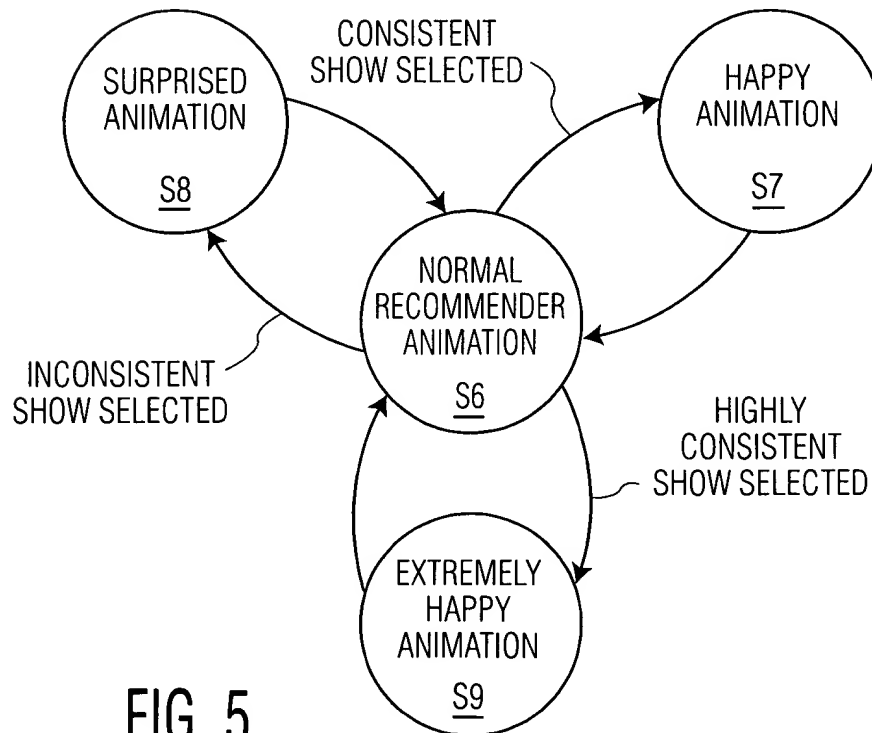 SURPRISED
ANIMATION
S8
CONSISTENT
SHOW SELECTED
HAPPY
ANIMATION
S7
NORMAL
RECOMMENDER
ANIMATION
S6
INCONSISTENT
SHOW SELECTED
HIGHLY
CONSISTENT
SHOW SELECTED
EXTREMELY
HAPPY
ANIMATION
S9
FIG. 5